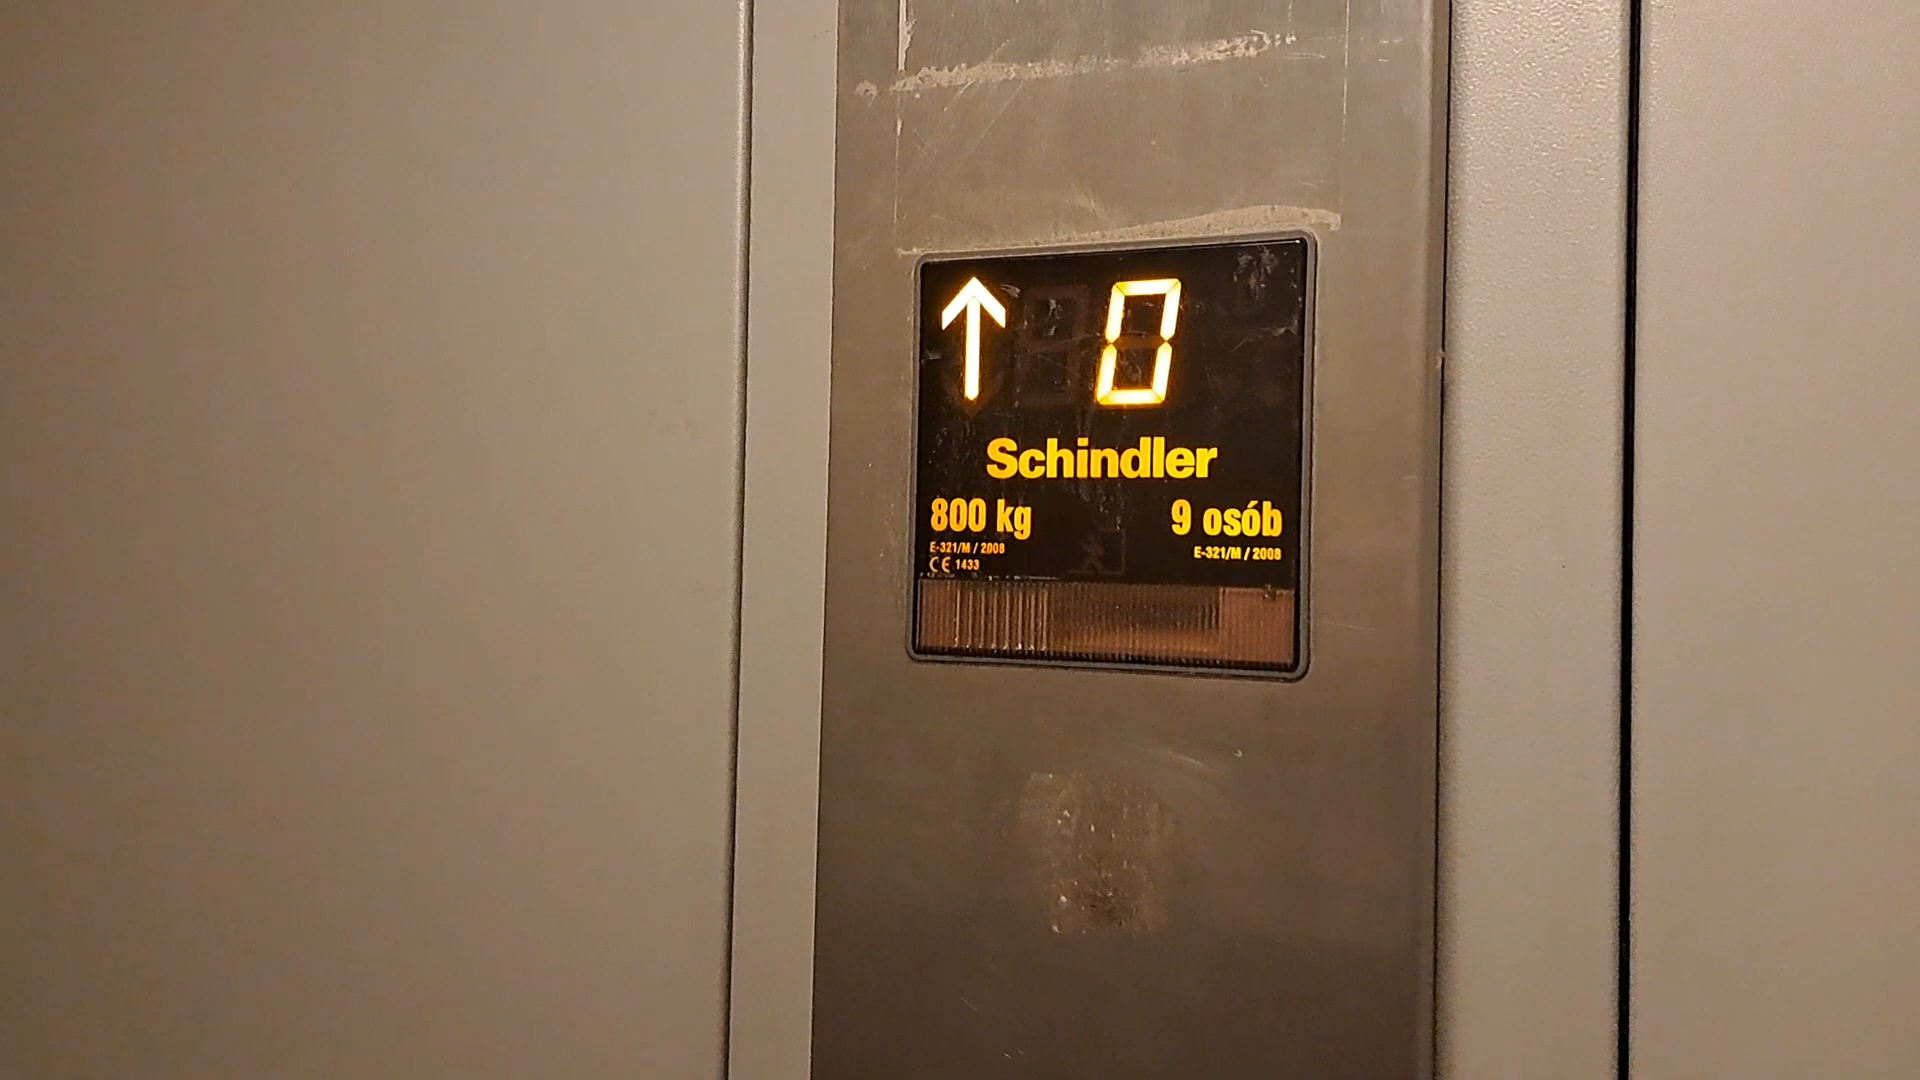 ↑ 0
Schindler
800 kg 9 osób
E-321/M / 2008 E-321/M / 2008
CE 1433